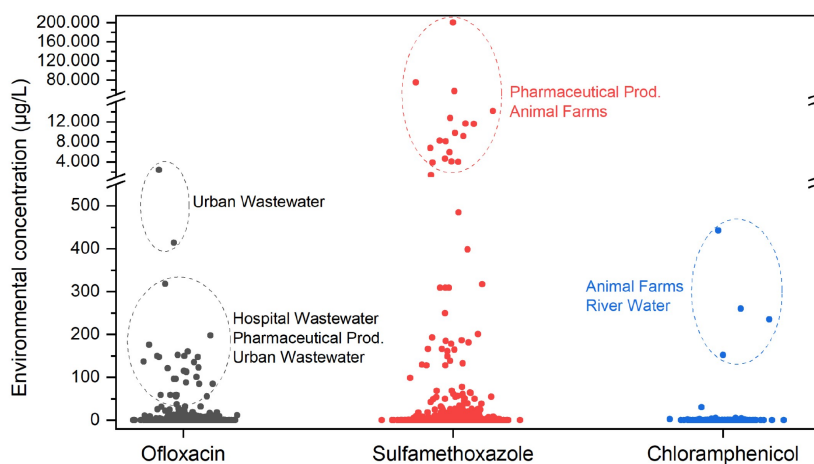 Environmental concentration (µg/L)
200.000
160.000
120.000
80.000
12.000
8.000
4.000
500
400
300
200
100
0
Urban Wastewater
Hospital Wastewater
Pharmaceutical Prod.
Urban Wastewater
Pharmaceutical Prod.
Animal Farms
Animal Farms
River Water
Ofloxacin
Sulfamethoxazole
Chloramphenicol